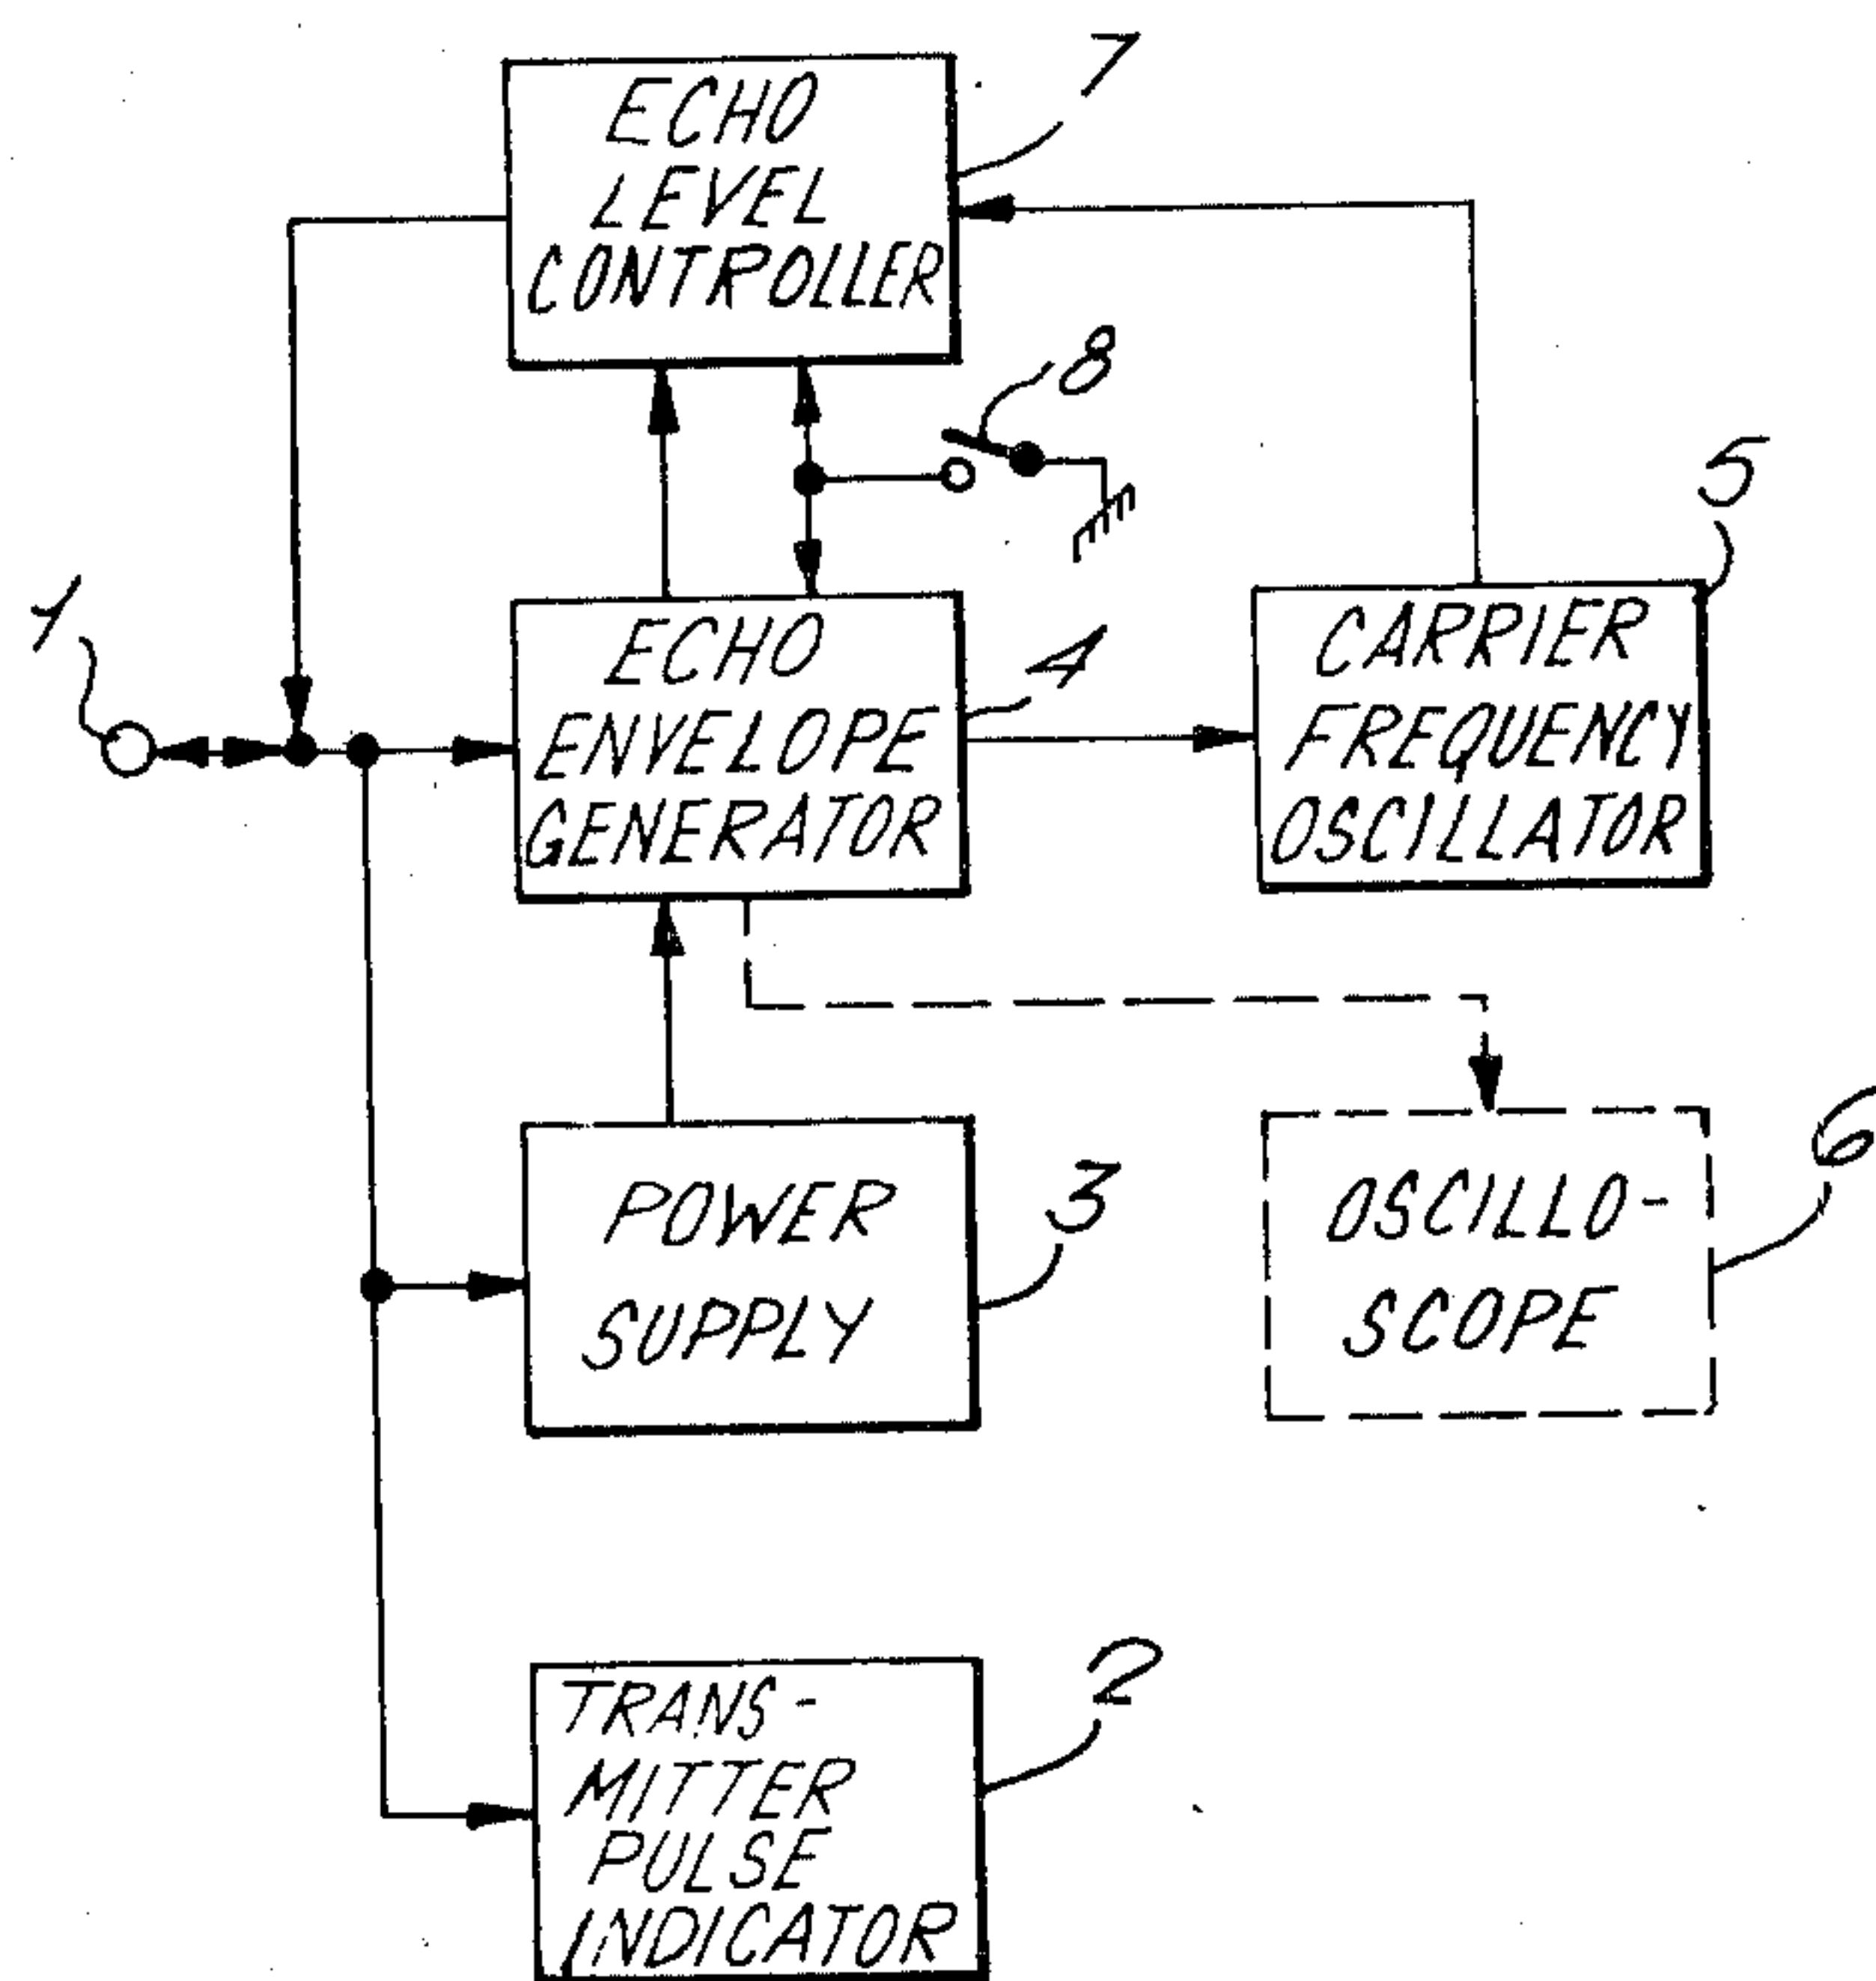 7
ECHO
LEVEL
CONTROLLER
8
5
1
ECHO
ENVELOPE
GENERATOR
4
CARRIER
FREQUENCY
OSCILLATOR
6
POWER
SUPPLY
3
OSCILLO-
SCOPE
2
TRANS-
MITTER
PULSE
INDICATOR